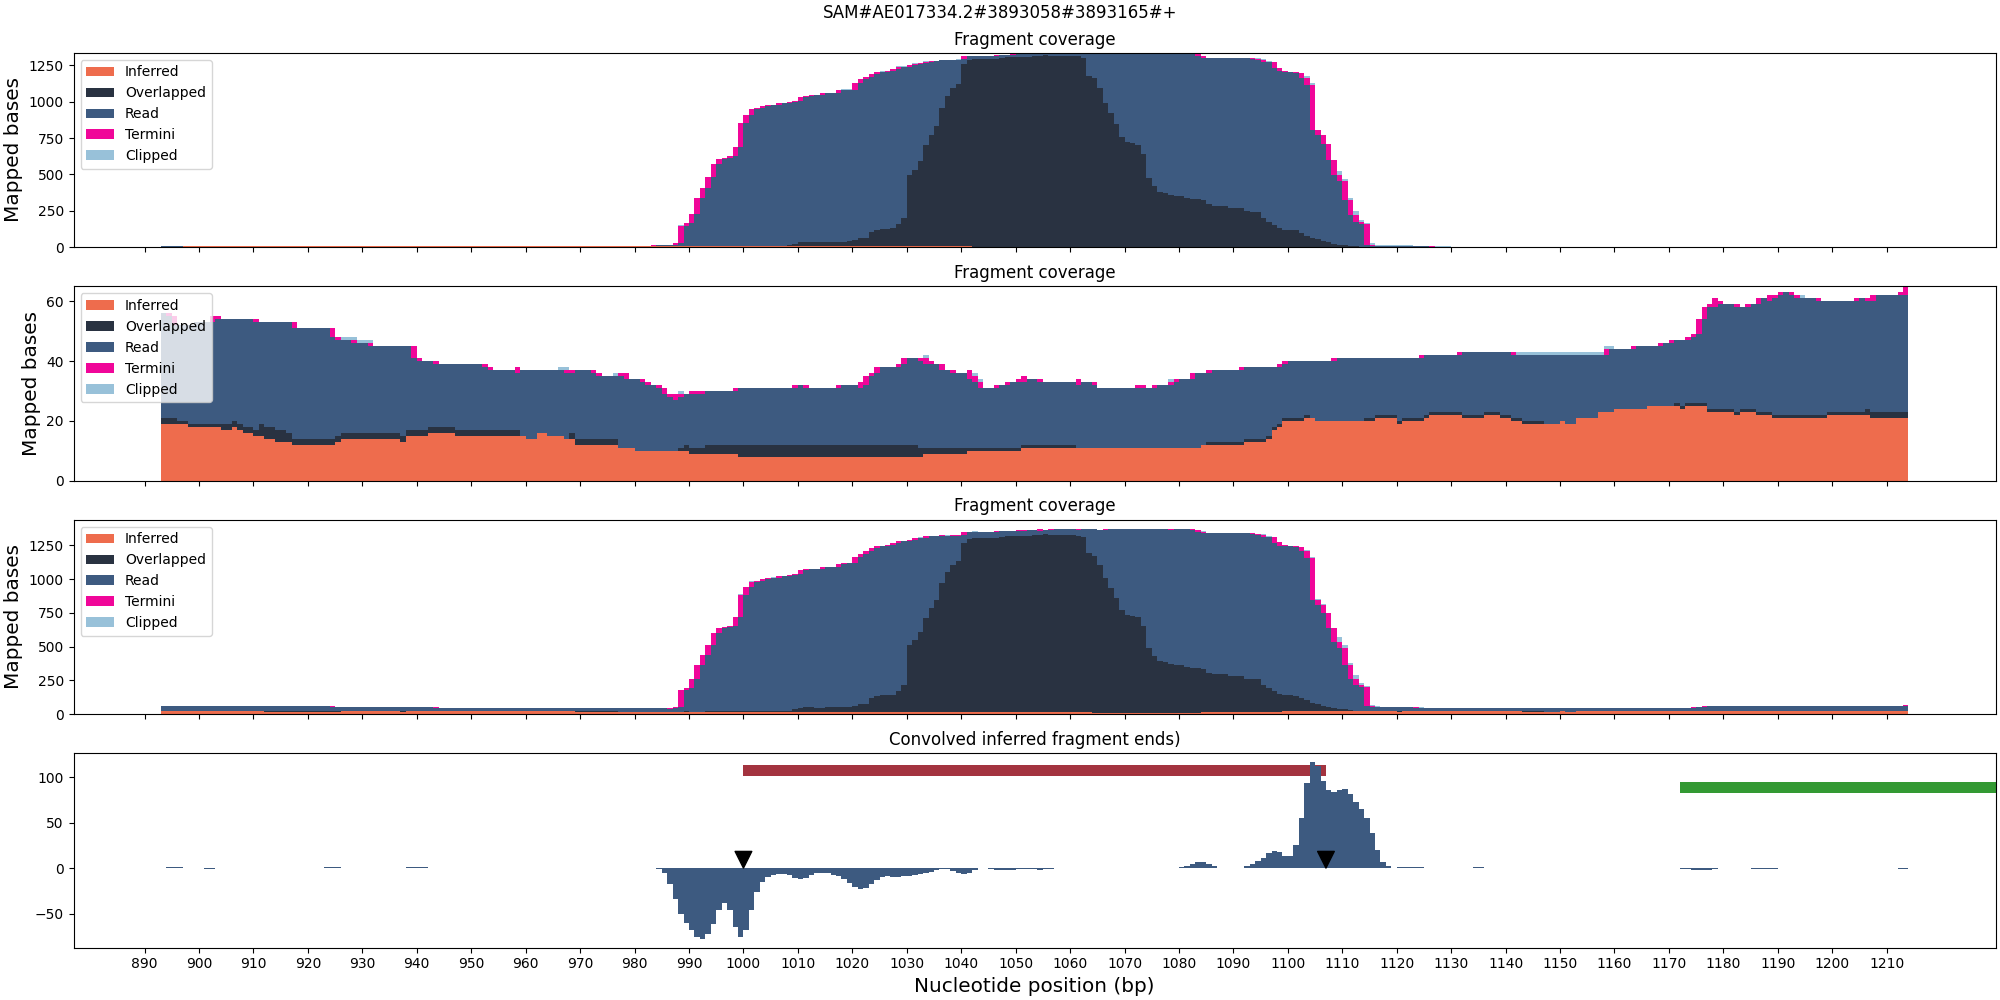 SAM#AE017334.2#3893058#3893165#+
Fragment coverage
Mapped bases
1250
1000
750
500
250
0
Inferred
Overlapped
Read
Termini
Clipped
Fragment coverage
Mapped bases
60
40
20
0
Inferred
Overlapped
Read
Termini
Clipped
Fragment coverage
Mapped bases
1250
1000
750
500
250
0
Inferred
Overlapped
Read
Termini
Clipped
Convolved inferred fragment ends)
100
50
0
−50
890 900 910 920 930 940 950 960 970 980 990 1000 1010 1020 1030 1040 1050 1060 1070 1080 1090 1100 1110 1120 1130 1140 1150 1160 1170 1180 1190 1200 1210
Nucleotide position (bp)